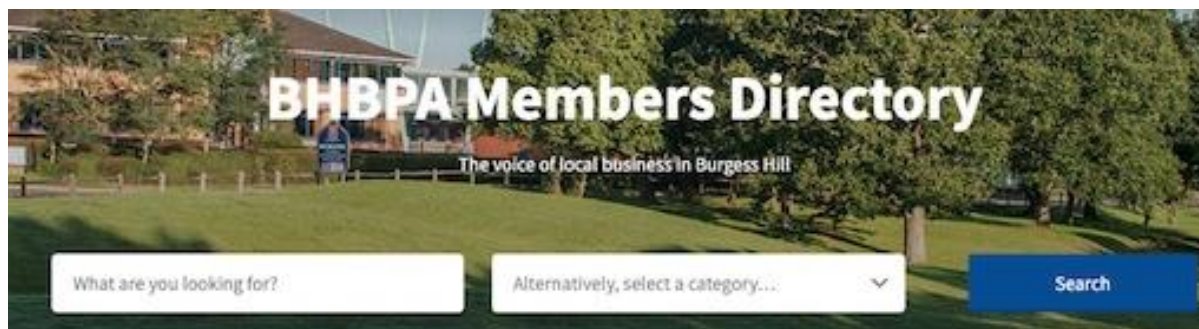 BHBPA Members Directory
The voice of local business in Burgess Hill
What are you looking for?
Alternatively, select a category...
Search